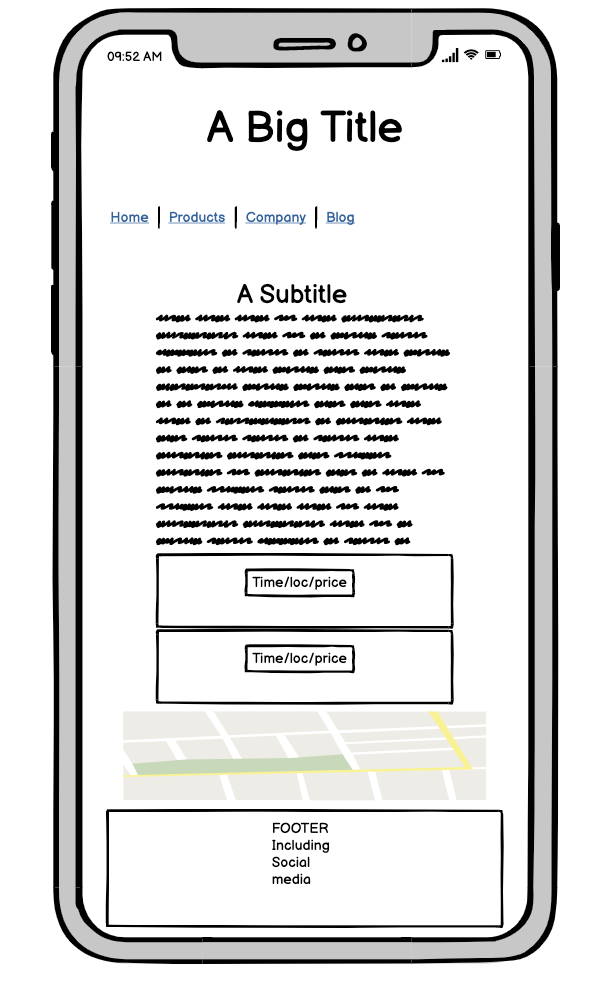 09:52 AM
A Big Title
Home | Products | Company | Blog
A Subtitle
Time/loc/price
Time/loc/price
FOOTER
Including
Social
media